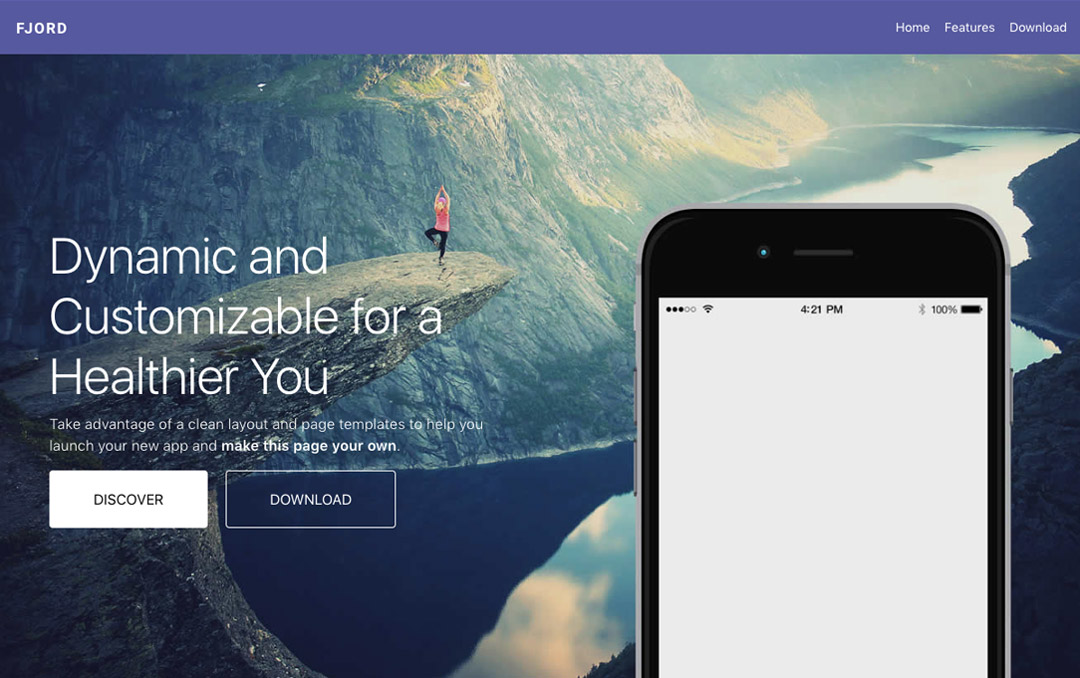 FJORD
Home Features Download
Dynamic and
Customizable for a
Healthier You
Take advantage of a clean layout and page templates to help you
launch your new app and make this page your own.
DISCOVER DOWNLOAD
4:21 PM 100%